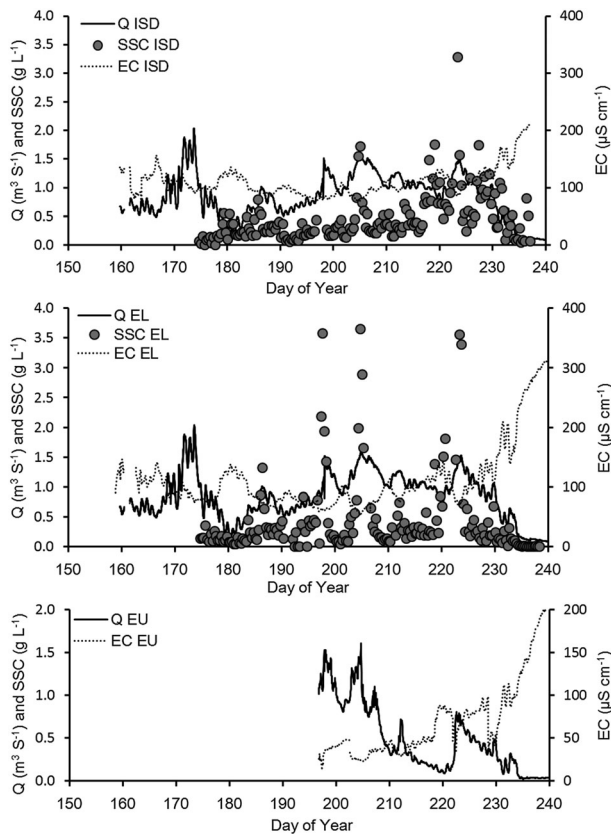 Q ISD
SSC ISD
EC ISD
Q (m³ S⁻¹) and SSC (g L⁻¹)
4.0
3.5
3.0
2.5
2.0
1.5
1.0
0.5
0.0
400
300
200
100
0
EC (µS cm⁻¹)
150 160 170 180 190 200 210 220 230 240
Day of Year
Q EL
SSC EL
EC EL
Q (m³ S⁻¹) and SSC (g L⁻¹)
4.0
3.5
3.0
2.5
2.0
1.5
1.0
0.5
0.0
400
300
200
100
0
EC (µS cm⁻¹)
150 160 170 180 190 200 210 220 230 240
Day of Year
Q EU
EC EU
Q (m³ S⁻¹) and SSC (g L⁻¹)
2.0
1.5
1.0
0.5
0.0
200
150
100
50
0
EC (µS cm⁻¹)
150 160 170 180 190 200 210 220 230 240
Day of Year